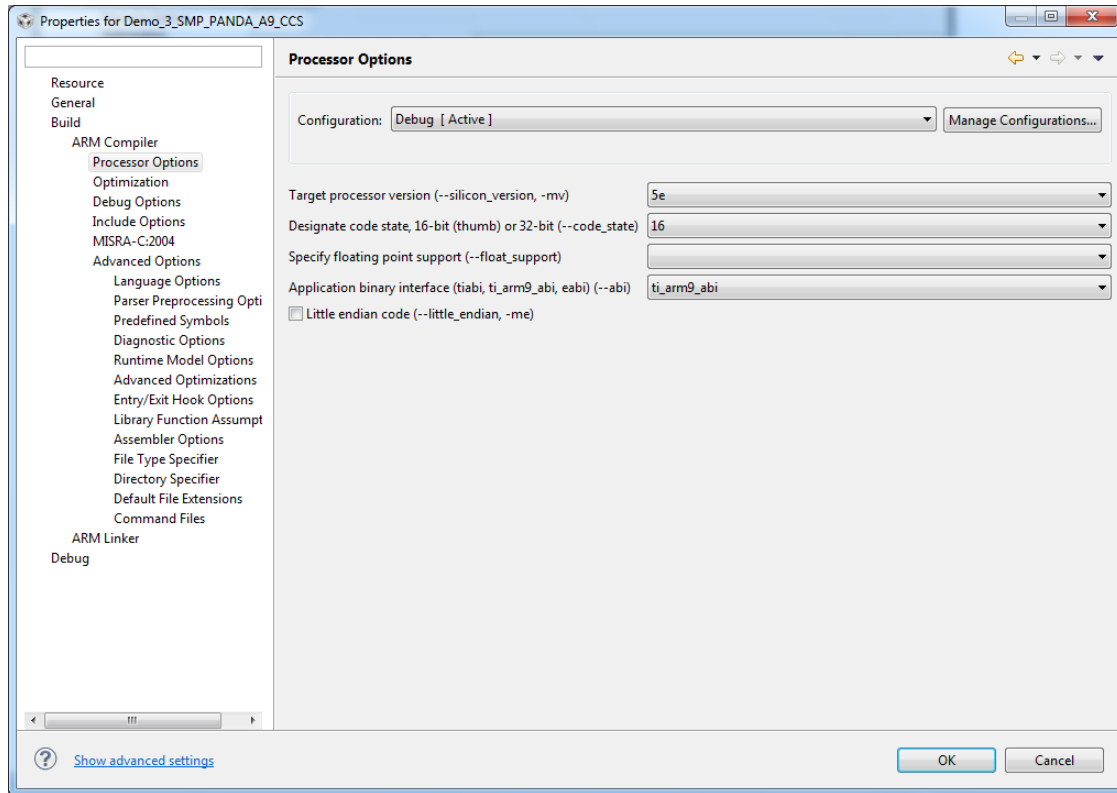 Properties for Demo_3_SMP_PANDA_A9_CCS
Resource
General
Build
ARM Compiler
Processor Options
Optimization
Debug Options
Include Options
MISRA-C:2004
Advanced Options
Language Options
Parser Preprocessing Opti
Predefined Symbols
Diagnostic Options
Runtime Model Options
Advanced Optimizations
Entry/Exit Hook Options
Library Function Assumpt
Assembler Options
File Type Specifier
Directory Specifier
Default File Extensions
Command Files
ARM Linker
Debug
Processor Options
Configuration: Debug [ Active ] Manage Configurations...
Target processor version (--silicon_version, -mv) 5e
Designate code state, 16-bit (thumb) or 32-bit (--code_state) 16
Specify floating point support (--float_support)
Application binary interface (tiabi, ti_arm9_abi, eabi) (--abi) ti_arm9_abi
Little endian code (--little_endian, -me)
Show advanced settings
OK Cancel